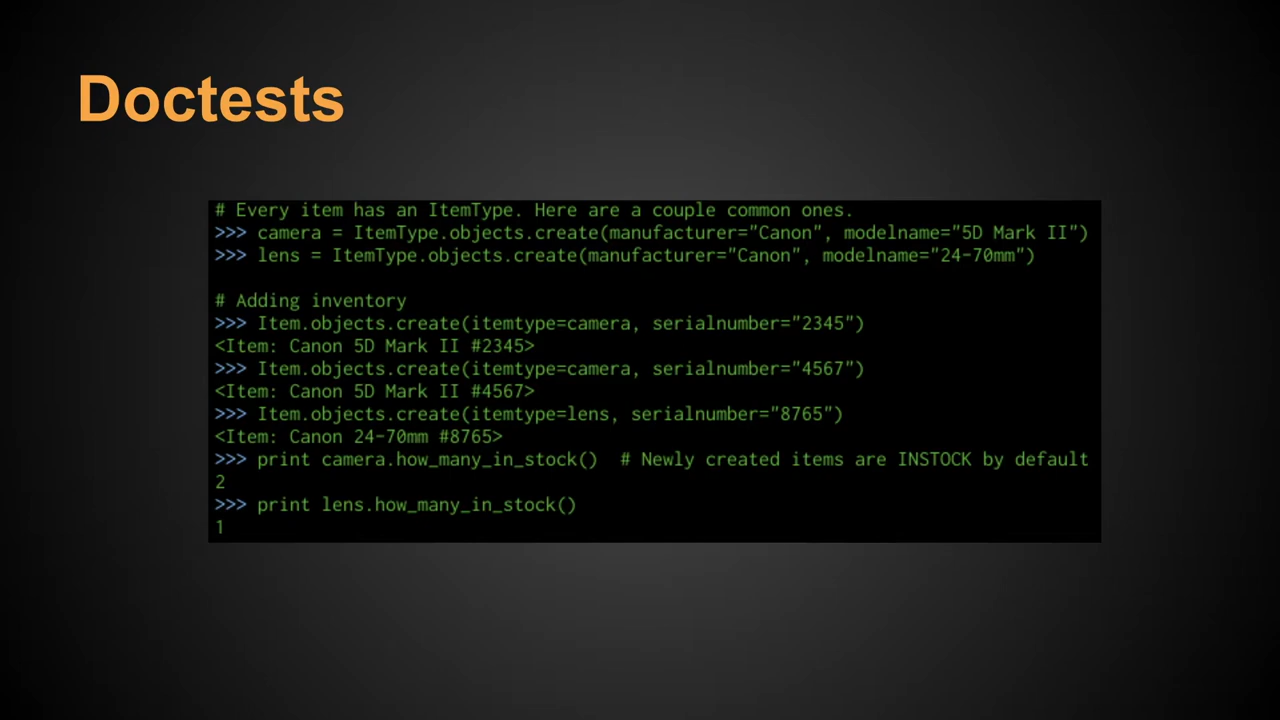 Doctests
# Every item has an ItemType. Here are a couple common ones.
>>> camera = ItemType.objects.create(manufacturer="Canon", modelname="5D Mark II")
>>> lens = ItemType.objects.create(manufacturer="Canon", modelname="24-70mm")
# Adding inventory
>>> Item.objects.create(itemtype=camera, serialnumber="2345")
<Item: Canon 5D Mark II #2345>
>>> Item.objects.create(itemtype=camera, serialnumber="4567")
<Item: Canon 5D Mark II #4567>
>>> Item.objects.create(itemtype=lens, serialnumber="8765")
<Item: Canon 24-70mm #8765>
>>> print camera.how_many_in_stock()  # Newly created items are INSTOCK by default
2
>>> print lens.how_many_in_stock()
1